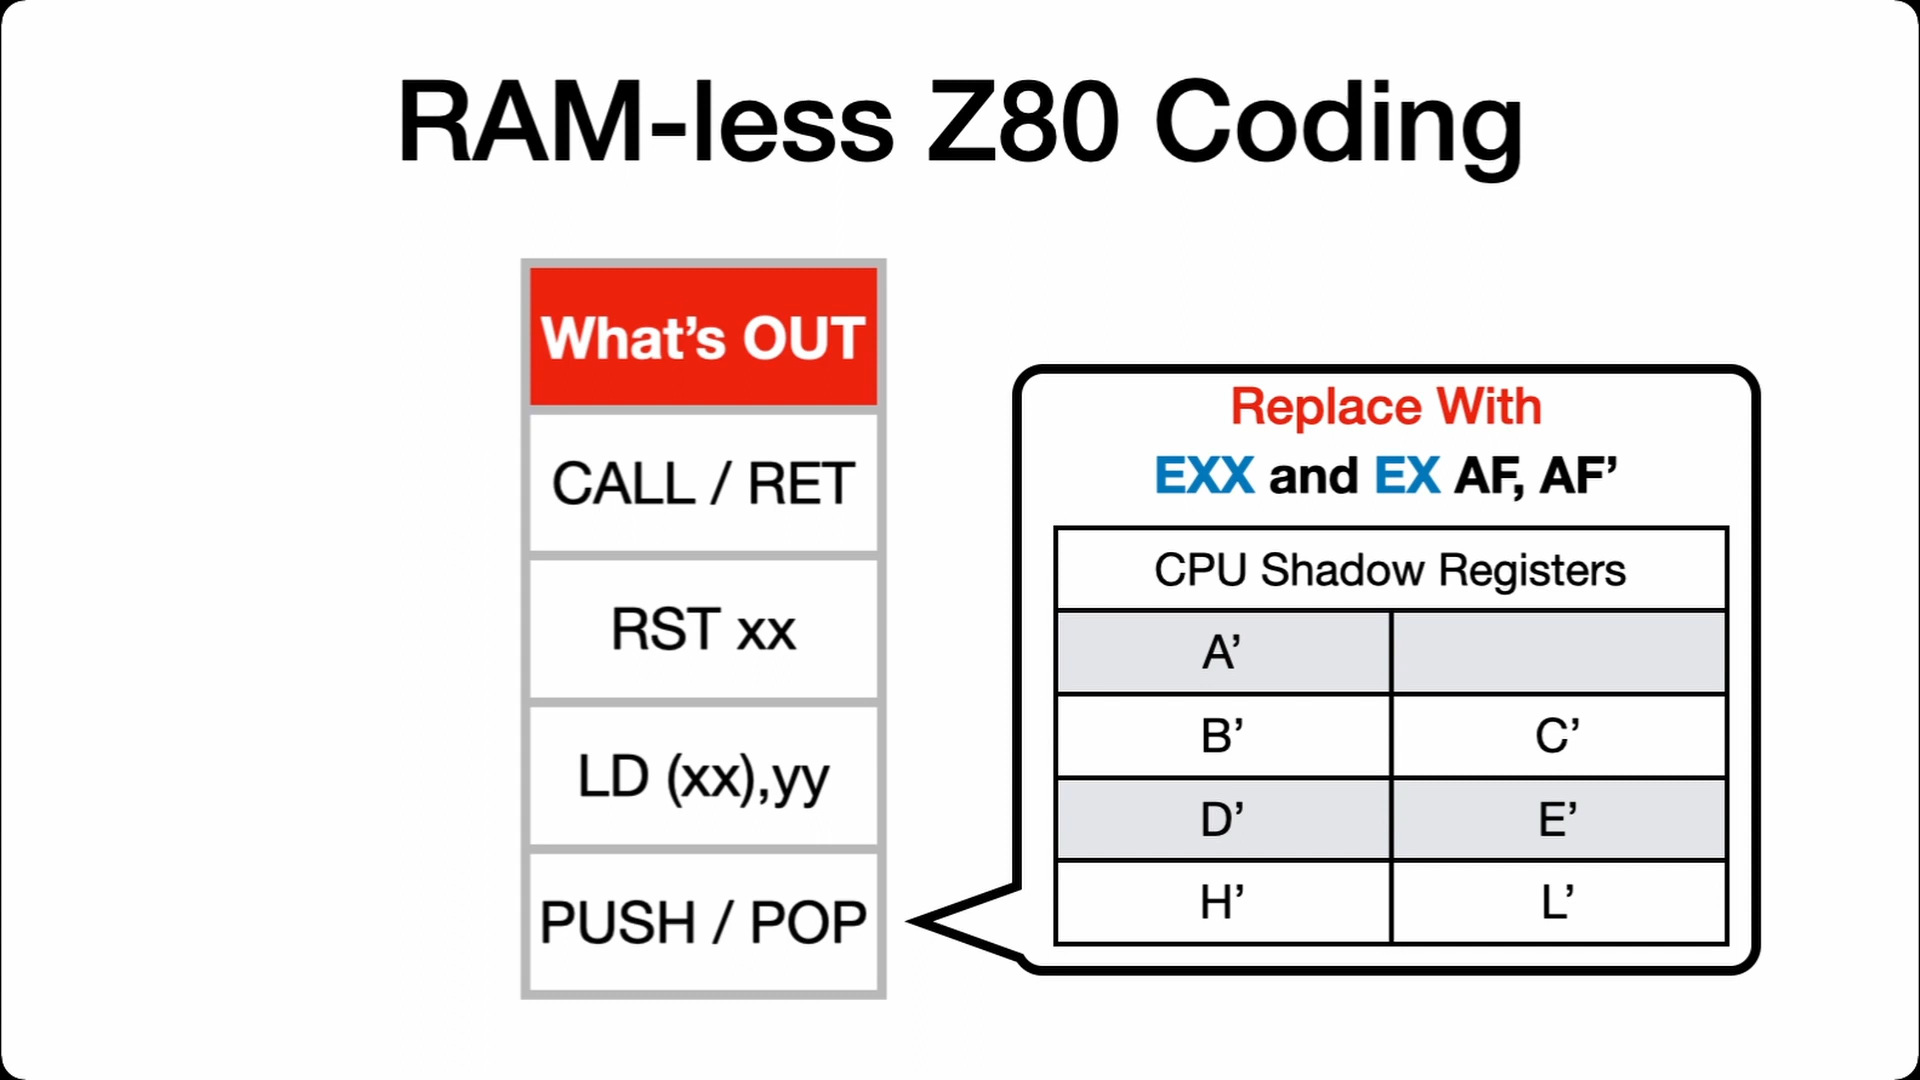 RAM-less Z80 Coding
What’s OUT
CALL / RET
RST xx
LD (xx),yy
PUSH / POP
Replace With
EXX and EX AF, AF’
CPU Shadow Registers
A’
B’ C’
D’ E’
H’ L’